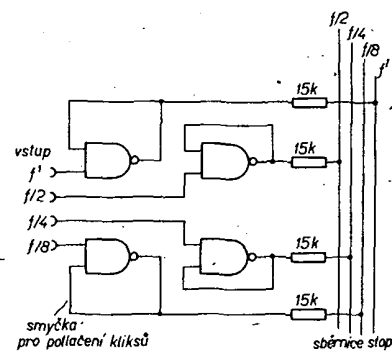 f/2
f/4
f/8
f¹
15k
vstup
f¹
15k
f/2
f/4
15k
f/8
15k
smyčka
pro potlačení kliksů
sběrnice stop